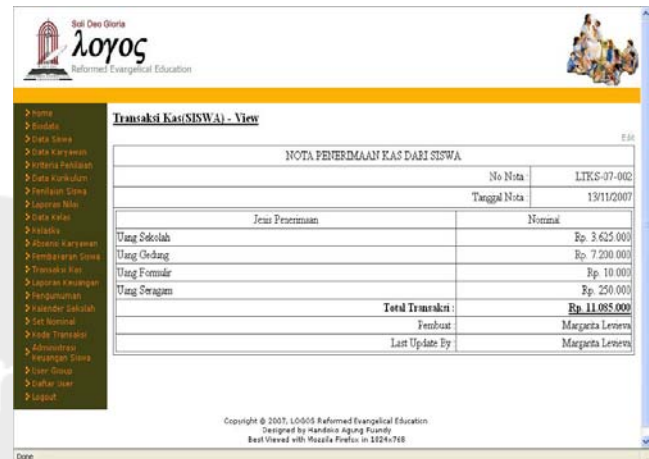 Soli Deo Gloria
λογος
Reformed Evangelical Education
Home
Biodata
Data Siswa
Data Karyawan
Kriteria Penilaian
Data Kurikulum
Penilaian Siswa
Laporan Nilai
Data Kelas
Kelasku
Absensi Karyawan
Pembayaran Siswa
Transaksi Kas
Laporan Keuangan
Pengumuman
Kalender Sekolah
Set Nominal
Kode Transaksi
Administrasi
Keuangan Siswa
User Group
Daftar User
Logout
Transaksi Kas(SISWA) - View
Edit
NOTA PENERIMAAN KAS DARI SISWA
No Nota : LTKS-07-002
Tanggal Nota : 13/11/2007
Jenis Penerimaan Nominal
Uang Sekolah Rp. 3.625.000
Uang Gedung Rp. 7.200.000
Uang Formulir Rp. 10.000
Uang Seragam Rp. 250.000
Total Transaksi : Rp. 11.085.000
Pembuat : Margarita Levieva
Last Update By : Margarita Levieva
Copyright @ 2007, LOGOS Reformed Evangelical Education
Designed by Handoko Agung Fuandy
Best Viewed with Mozzila Firefox in 1024x768
Done